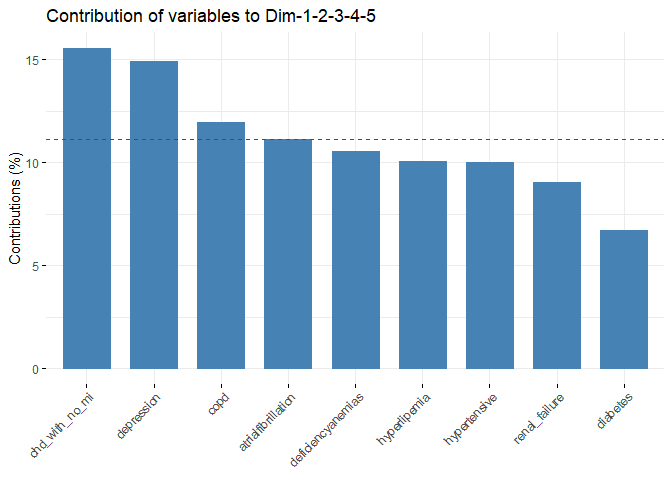 Contribution of variables to Dim-1-2-3-4-5
Contributions (%)
15
10
5
0
chd_with_no_mi
depression
copd
atrialfibrillation
deficiencyanemias
hyperlipemia
hypertensive
renal_failure
diabetes